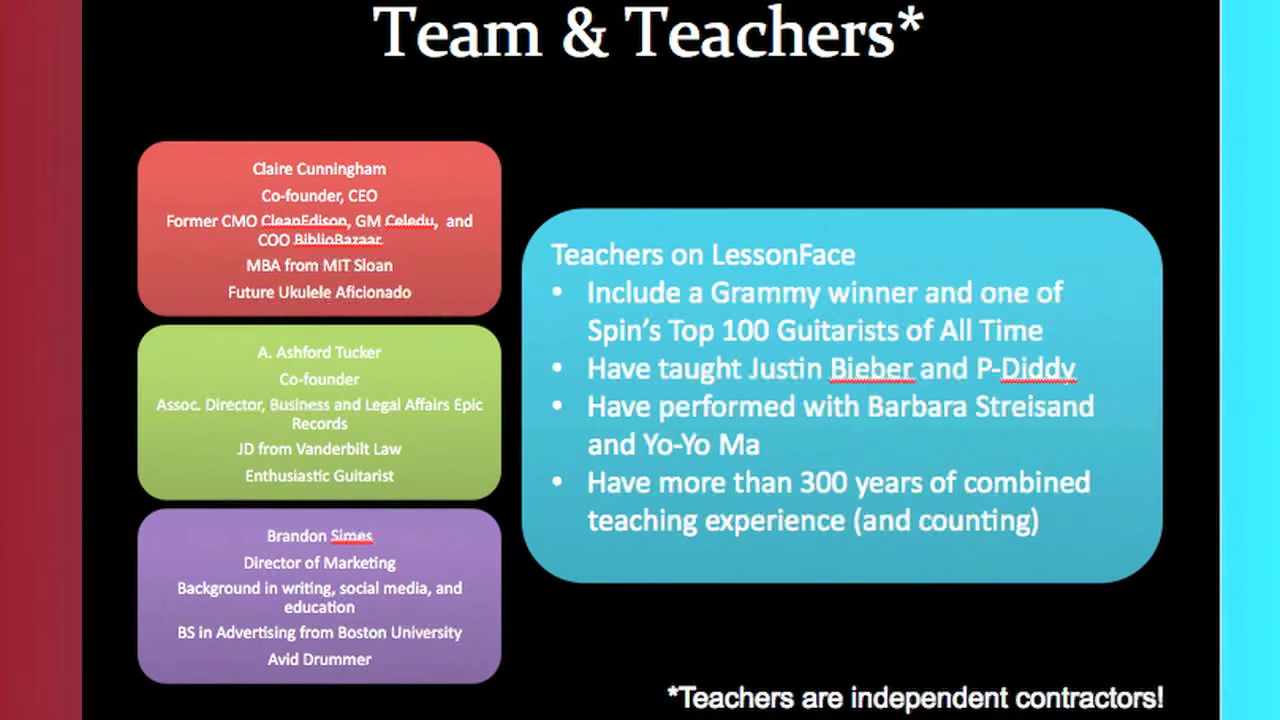 Team & Teachers*
Claire Cunningham
Co-founder, CEO
Former CMO CleanEdison, GM Celedu, and
COO BiblioBazaar
MBA from MIT Sloan
Future Ukulele Aficionado
A. Ashford Tucker
Co-founder
Assoc. Director, Business and Legal Affairs Epic
Records
JD from Vanderbilt Law
Enthusiastic Guitarist
Brandon Simes
Director of Marketing
Background in writing, social media, and
education
BS in Advertising from Boston University
Avid Drummer
Teachers on LessonFace
• Include a Grammy winner and one of
Spin's Top 100 Guitarists of All Time
• Have taught Justin Bieber and P-Diddy
• Have performed with Barbara Streisand
and Yo-Yo Ma
• Have more than 300 years of combined
teaching experience (and counting)
*Teachers are independent contractors!